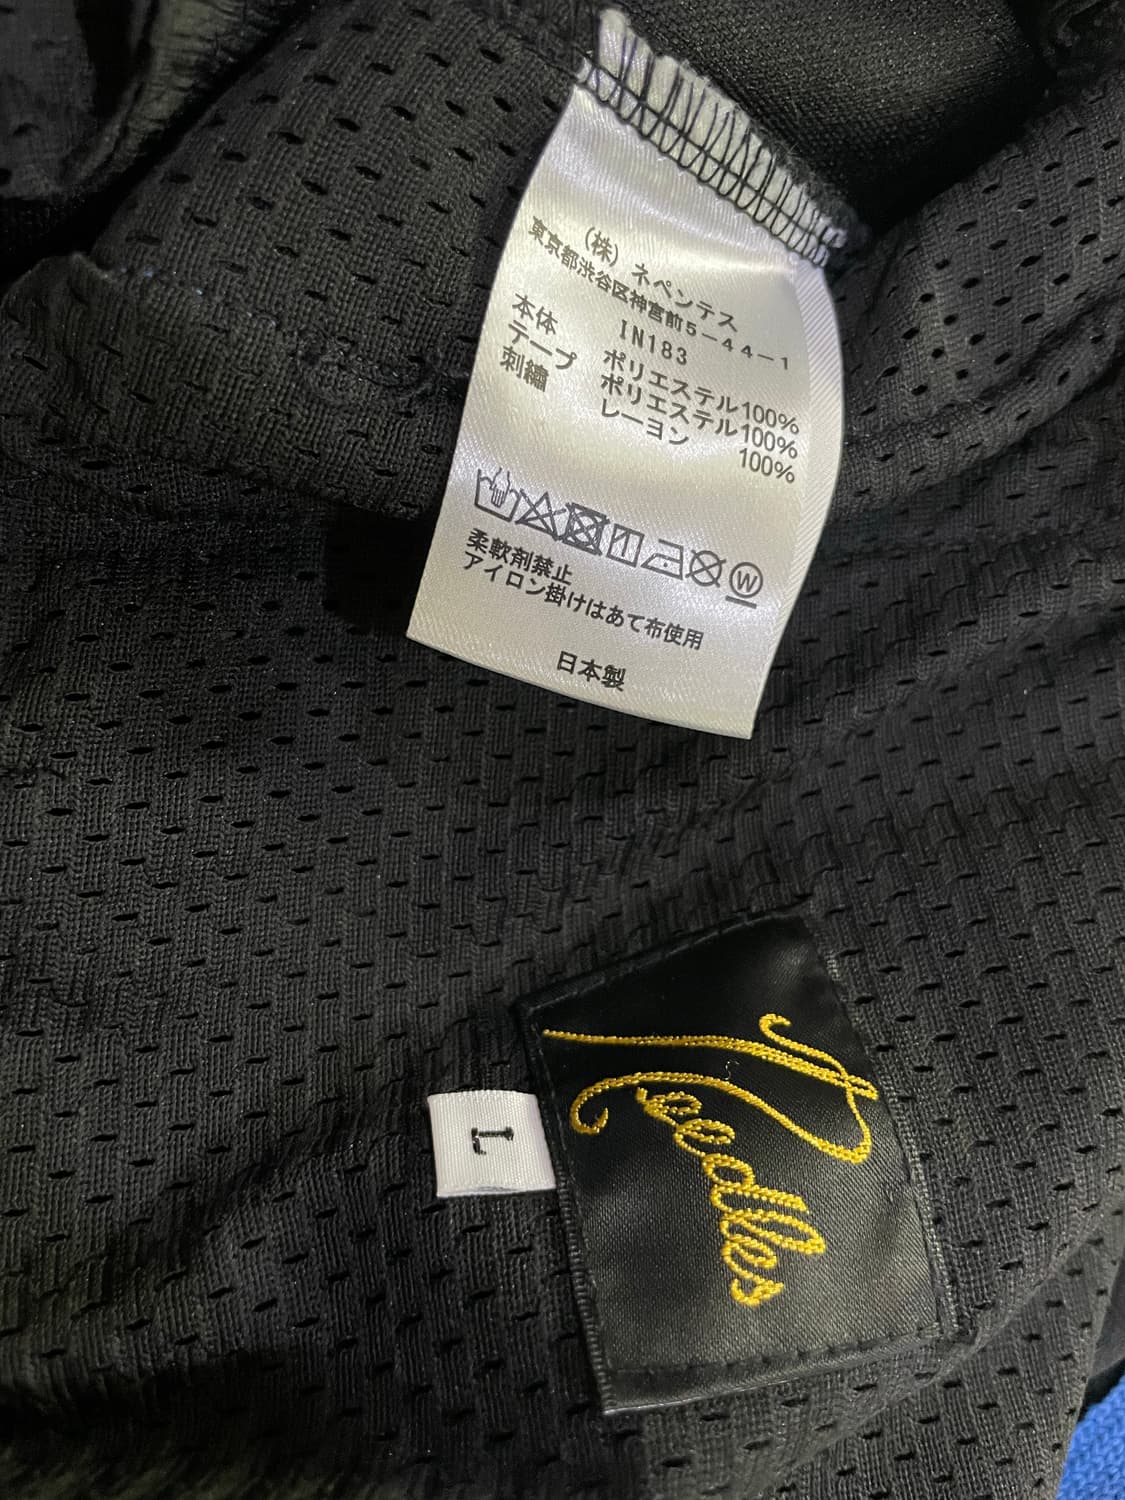 (株) ネペンテス
東京都渋谷区神宮前5-44-1
IN183
本体 ポリエステル100%
テープ ポリエステル100%
刺繍 レーヨン 100%
W
柔軟剤禁止
アイロン掛けはあて布使用
日本製
L
Needles